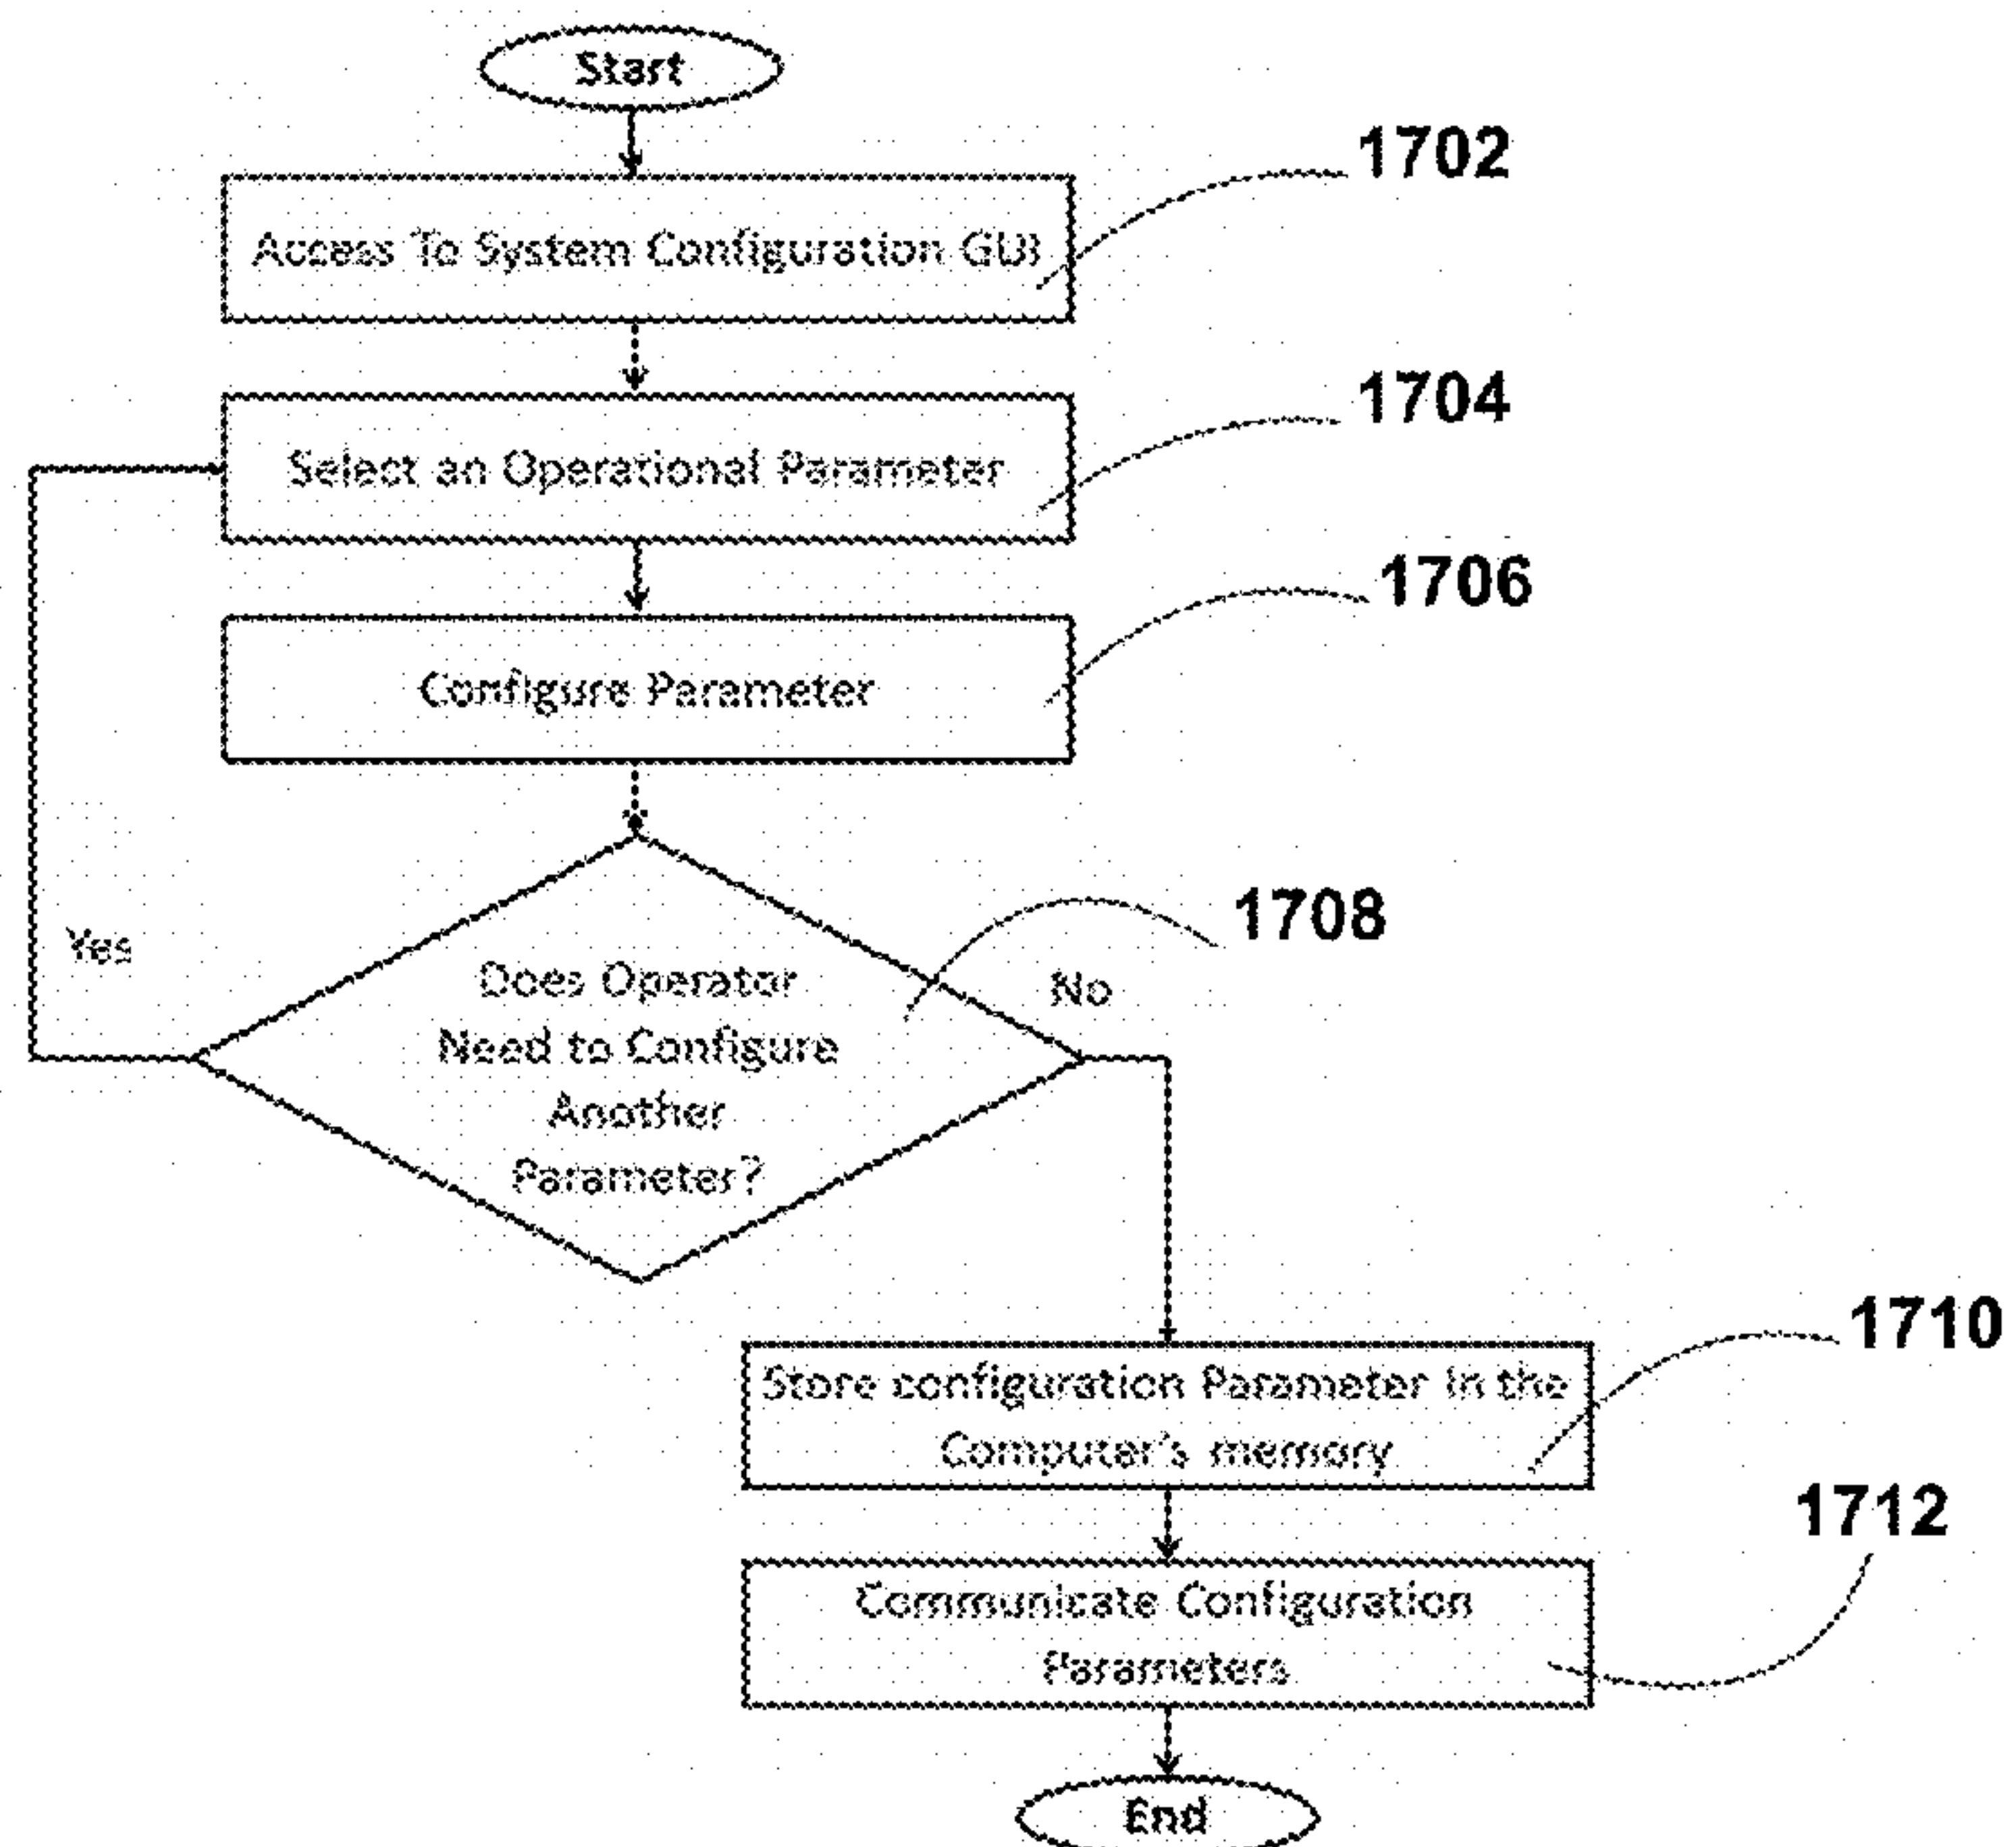 Start
1702
Access To System Configuration GUI
1704
Select an Operational Parameter
1706
Configure Parameter
1708
Yes
No
Does Operator
Need to Configure
Another
Parameter?
1710
Store configuration Parameter in the
Computer's memory
1712
Communicate Configuration
Parameters
End